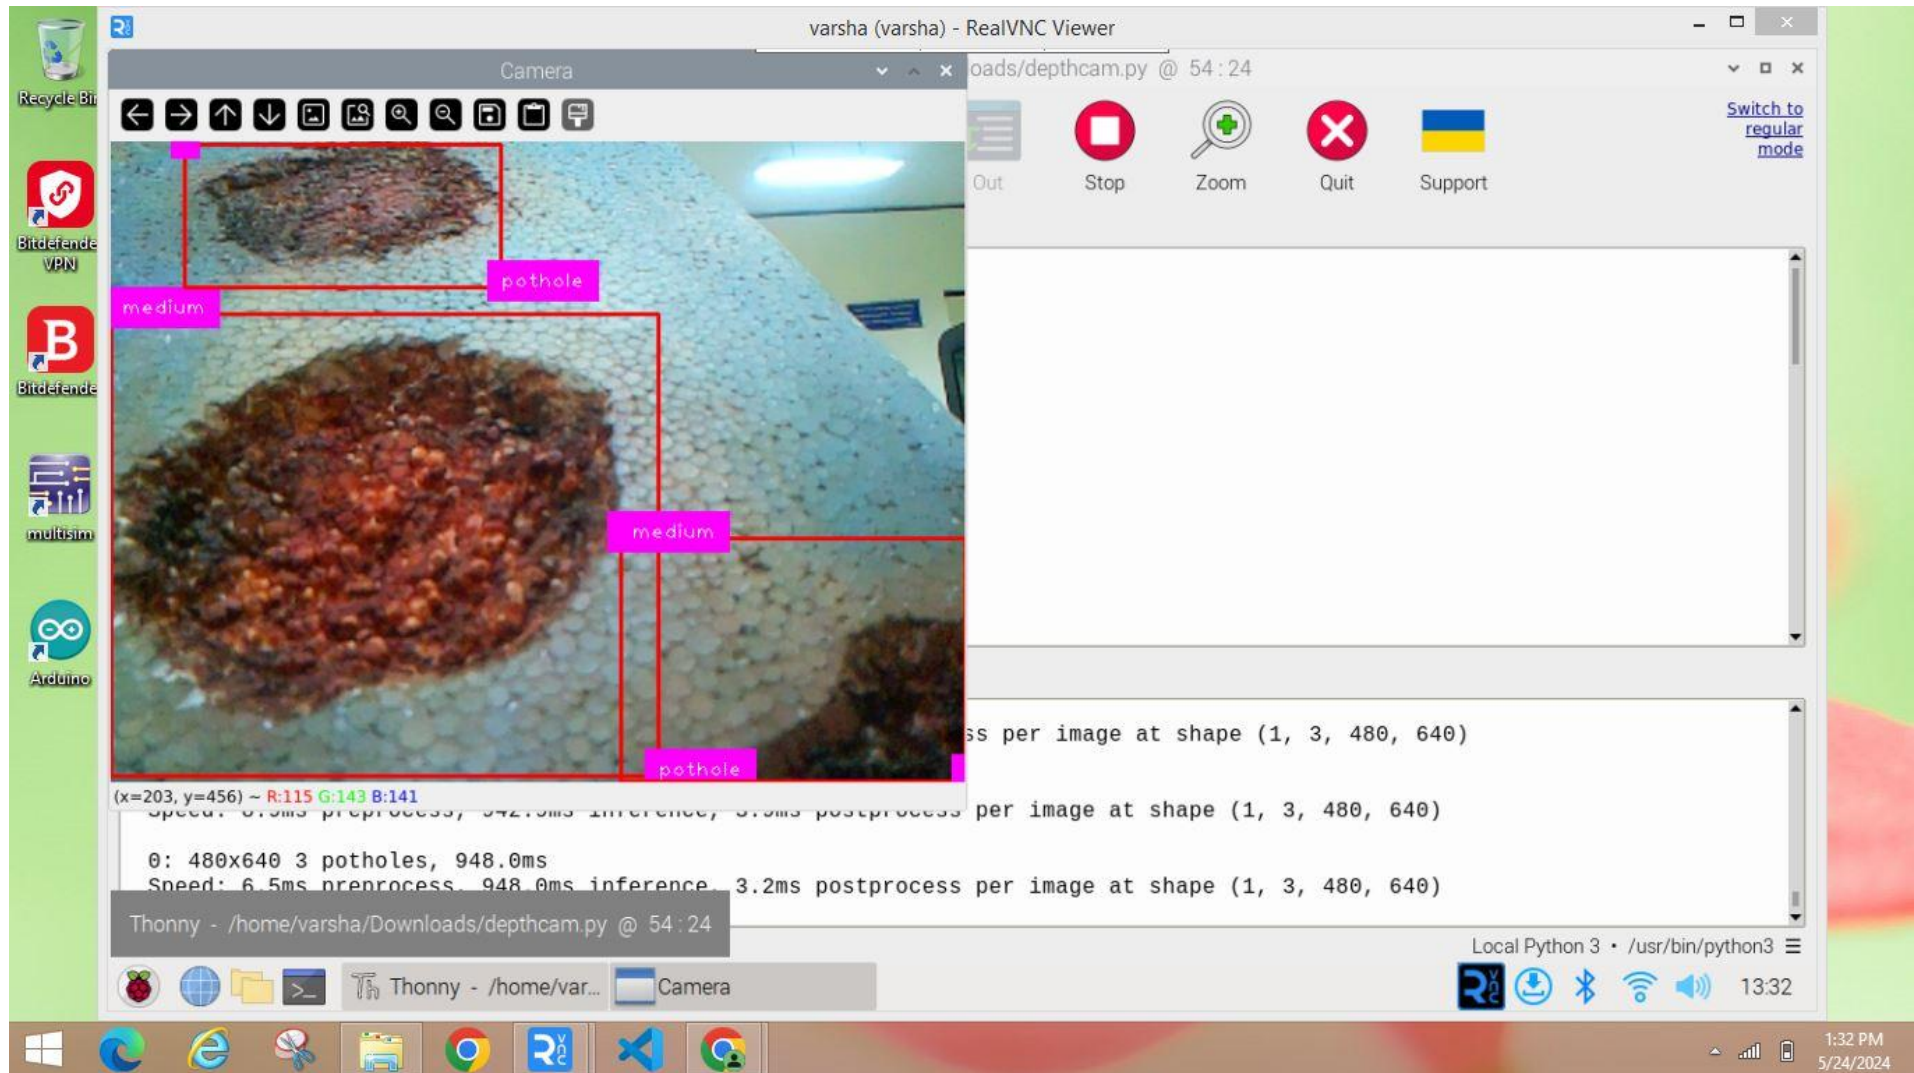 varsha (varsha) - RealVNC Viewer
Recycle Bin
Camera
oads/depthcam.py @ 54 : 24
Switch to
regular
mode
Out
Stop
Zoom
Quit
Support
Bitdefende
VPN
pothole
medium
Bitdefende
medium
multisim
pothole
Arduino
(x=203, y=456) ~ R:115 G:143 B:141
ss per image at shape (1, 3, 480, 640)
per image at shape (1, 3, 480, 640)
0: 480x640 3 potholes, 948.0ms
Speed: 6.5ms preprocess, 948.0ms inference, 3.2ms postprocess per image at shape (1, 3, 480, 640)
Thonny - /home/varsha/Downloads/depthcam.py @ 54 : 24
Local Python 3 • /usr/bin/python3 ☰
Thonny - /home/var...
Camera
13:32
1:32 PM
5/24/2024